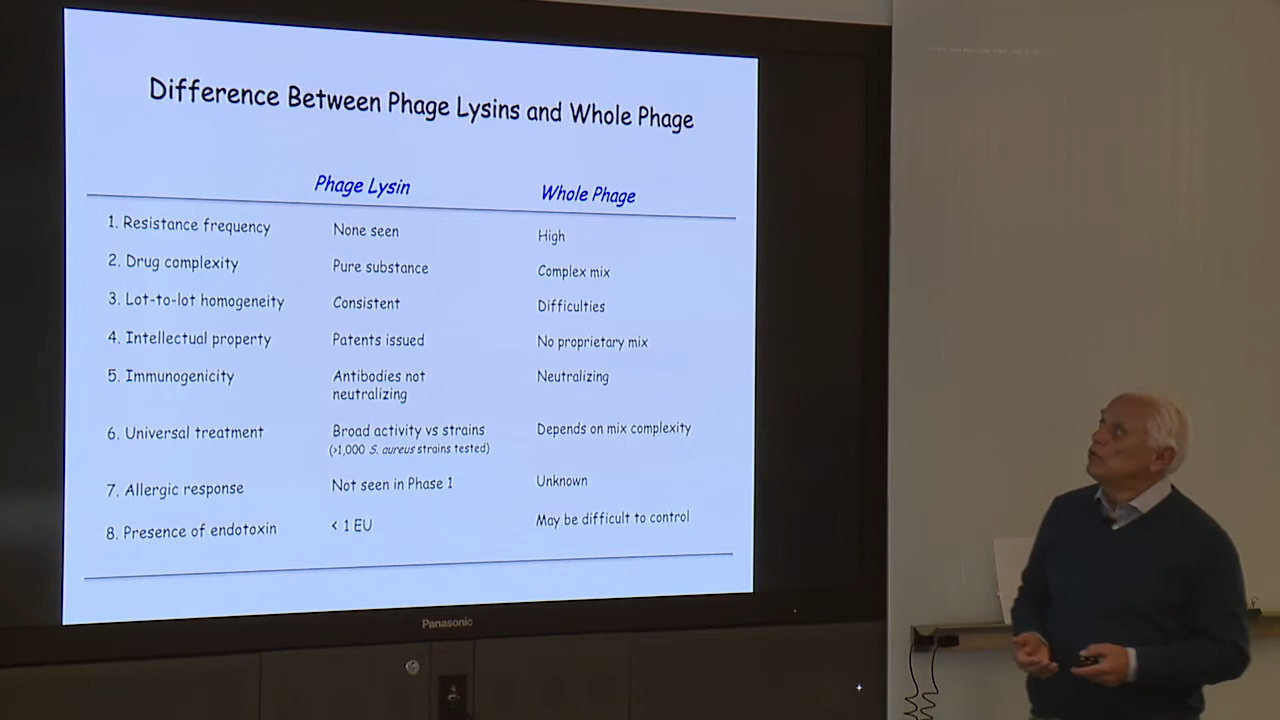 Difference Between Phage Lysins and Whole Phage
Phage Lysin Whole Phage
1. Resistance frequency None seen High
2. Drug complexity Pure substance Complex mix
3. Lot-to-lot homogeneity Consistent Difficulties
4. Intellectual property Patents issued No proprietary mix
5. Immunogenicity Antibodies not Neutralizing
neutralizing
6. Universal treatment Broad activity vs strains Depends on mix complexity
(>1,000 S. aureus strains tested)
7. Allergic response Not seen in Phase 1 Unknown
8. Presence of endotoxin < 1 EU May be difficult to control
Panasonic